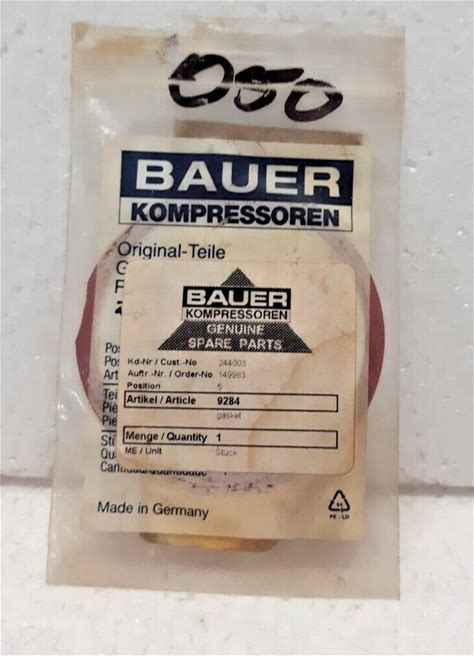 050
BAUER
KOMPRESSOREN
Original-Teile
BAUER
KOMPRESSOREN
GENUINE
SPARE PARTS
Kd-Nr / Cust.-No 244003
Auftr.-Nr. / Order-No. 149983
Position 5
Artikel / Article 9284
gasket
Menge / Quantity 1
ME / Unit Stück
Made in Germany
PE - LD